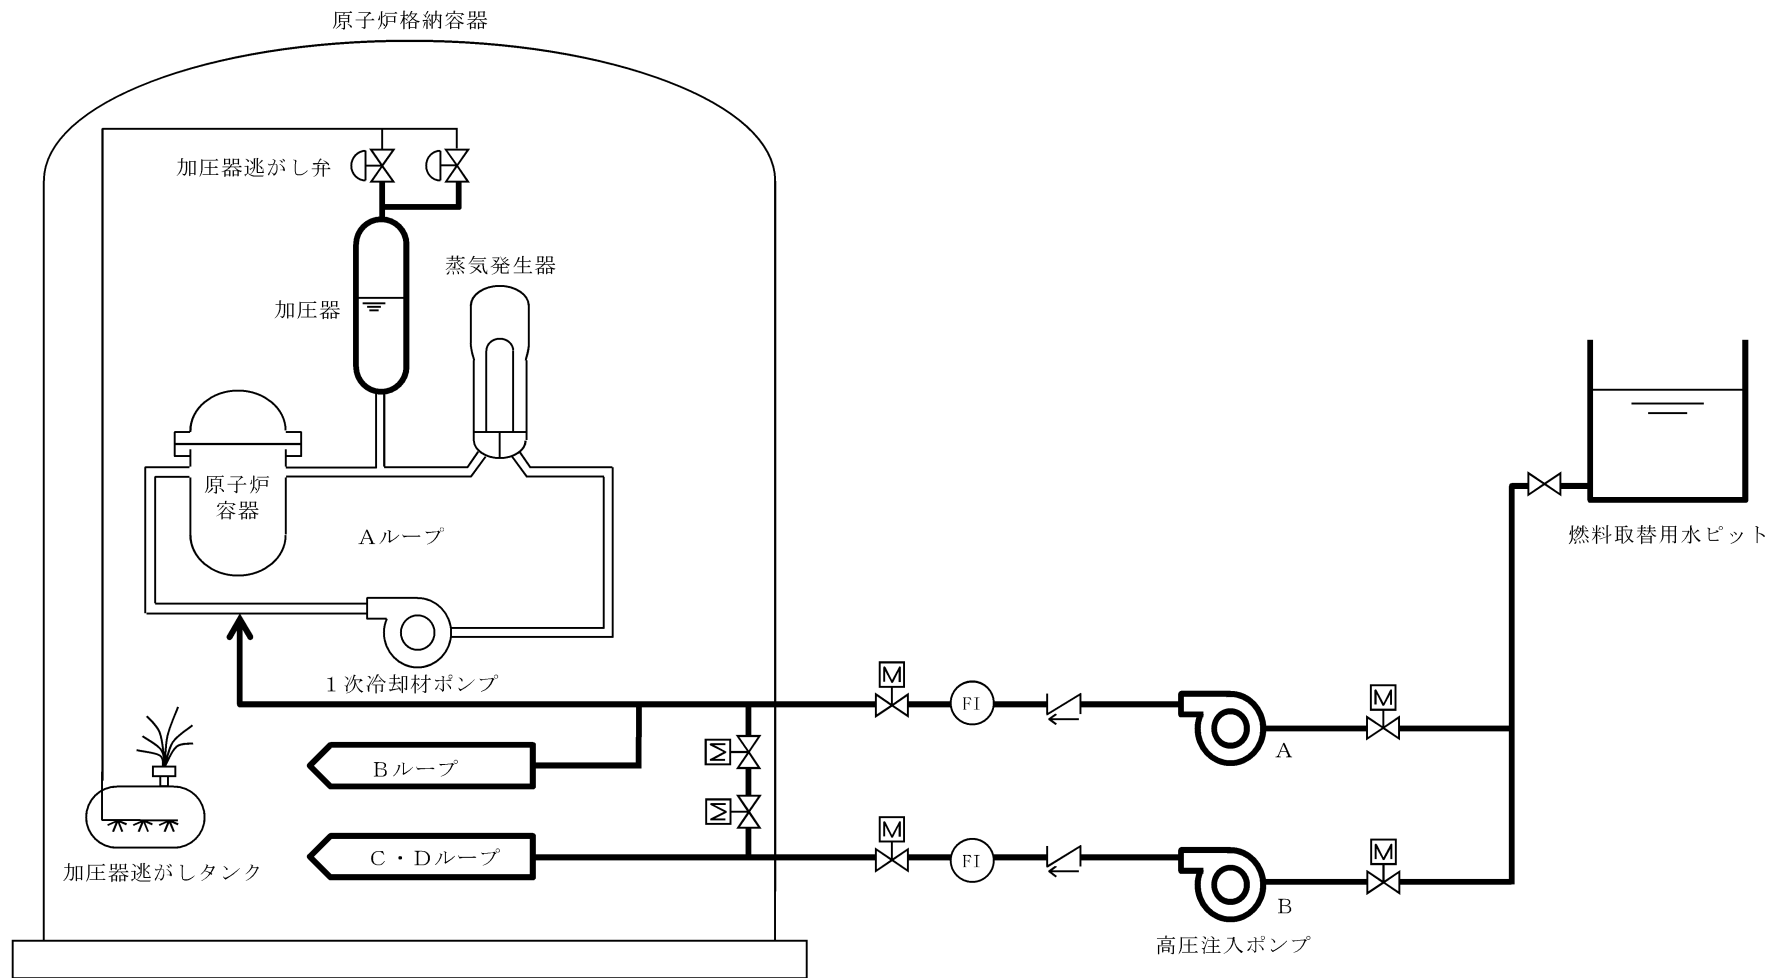 原子炉格納容器
加圧器逃がし弁
蒸気発生器
加圧器
原子炉
容器
Aループ
燃料取替用水ピット
1次冷却材ポンプ
M
FI
M
A
M
Bループ
M
C・Dループ
M
FI
M
B
加圧器逃がしタンク
高圧注入ポンプ